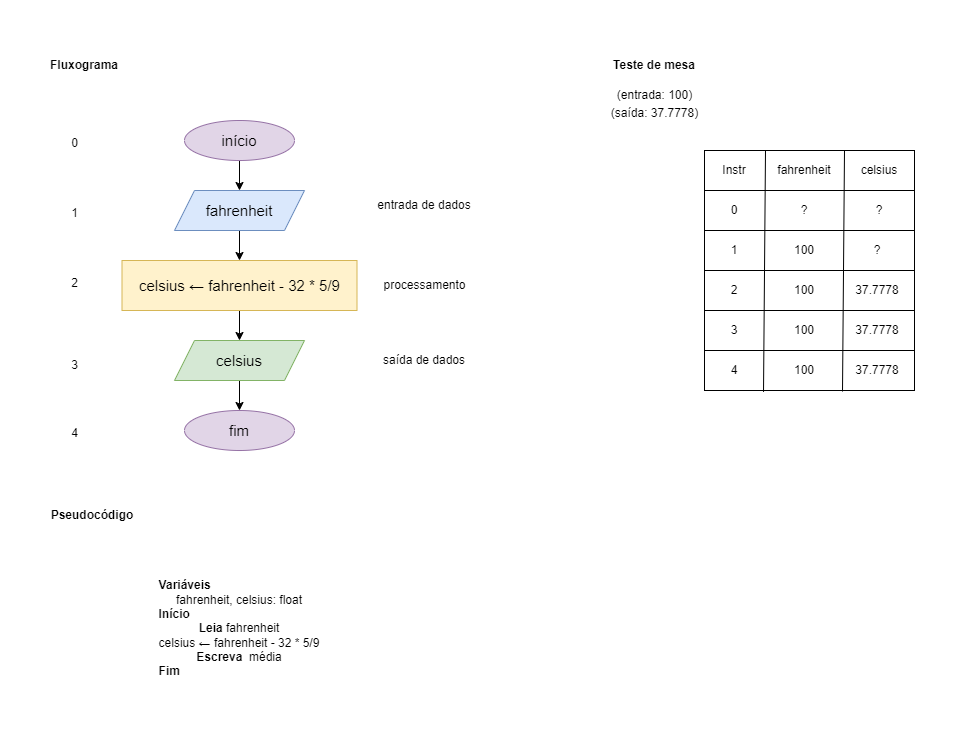 Fluxograma
Teste de mesa
(entrada: 100)
(saída: 37.7778)
0
início
1
fahrenheit
entrada de dados
2
celsius ← fahrenheit - 32 * 5/9
processamento
3
celsius
saída de dados
4
fim
Instr fahrenheit celsius
0 ? ?
1 100 ?
2 100 37.7778
3 100 37.7778
4 100 37.7778
Pseudocódigo
Variáveis
fahrenheit, celsius: float
Início
Leia fahrenheit
celsius ← fahrenheit - 32 * 5/9
Escreva média
Fim